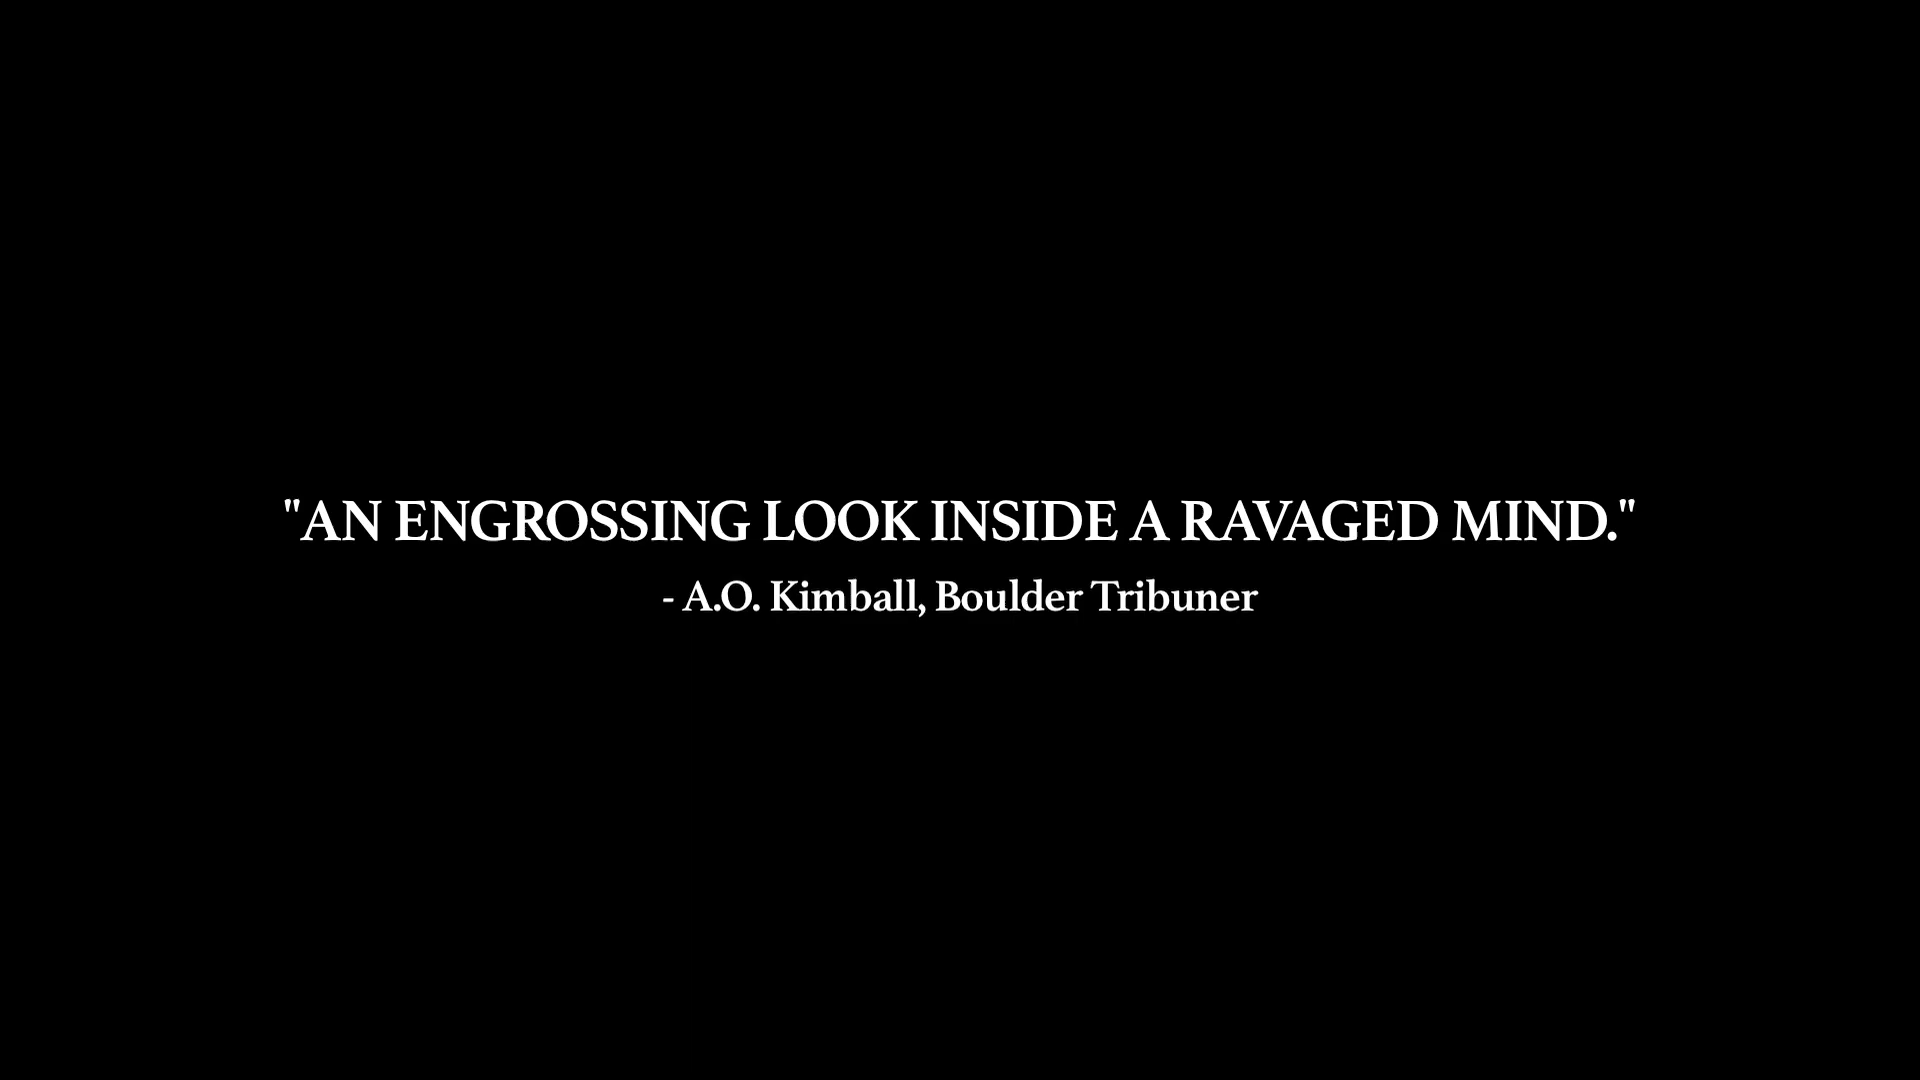 "AN ENGROSSING LOOK INSIDE A RAVAGED MIND."
- A.O. Kimball, Boulder Tribuner